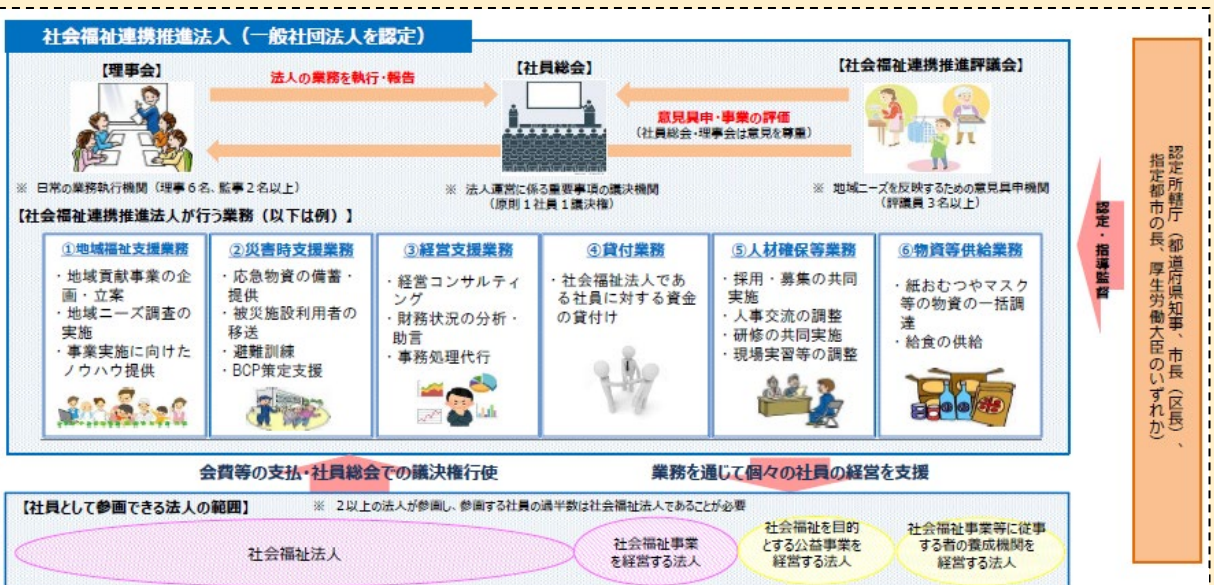 社会福祉連携推進法人（一般社団法人を認定）
【理事会】
法人の業務を執行・報告
【社員総会】
【社会福祉連携推進評議会】
意見具申・事業の評価
（社員総会・理事会は意見を尊重）
※ 日常の業務執行機関（理事６名、監事２名以上）
※ 法人運営に係る重要事項の議決機関
（原則１社員１議決権）
※ 地域ニーズを反映するための意見具申機関
（評議員３名以上）
【社会福祉連携推進法人が行う業務（以下は例）】
①地域福祉支援業務
・地域貢献事業の企
画・立案
・地域ニーズ調査の
実施
・事業実施に向けた
ノウハウ提供
②災害時支援業務
・応急物資の備蓄・
提供
・被災施設利用者の
移送
・避難訓練
・BCP策定支援
③経営支援業務
・経営コンサルティ
ング
・財務状況の分析・
助言
・事務処理代行
④貸付業務
・社会福祉法人であ
る社員に対する資金
の貸付け
⑤人材確保等業務
・採用・募集の共同
実施
・人事交流の調整
・研修の共同実施
・現場実習等の調整
⑥物資等供給業務
・紙おむつやマスク
等の物資の一括調
達
・給食の供給
認定・指導監督
認定所轄庁（都道府県知事、市長（区長）、
指定都市の長、厚生労働大臣のいずれか）
会費等の支払・社員総会での議決権行使
業務を通じて個々の社員の経営を支援
【社員として参画できる法人の範囲】
※ ２以上の法人が参画し、参画する社員の過半数は社会福祉法人であることが必要
社会福祉法人
社会福祉事業
を経営する法人
社会福祉を目的
とする公益事業を
経営する法人
社会福祉事業等に従事
する者の養成機関を
経営する法人